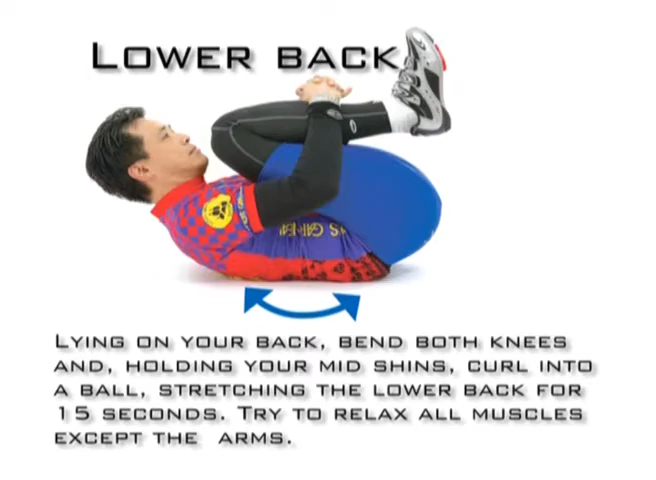 LOWER BACK
LYING ON YOUR BACK, BEND BOTH KNEES
AND, HOLDING YOUR MID SHINS, CURL INTO
A BALL, STRETCHING THE LOWER BACK FOR
15 SECONDS. TRY TO RELAX ALL MUSCLES
EXCEPT THE ARMS.